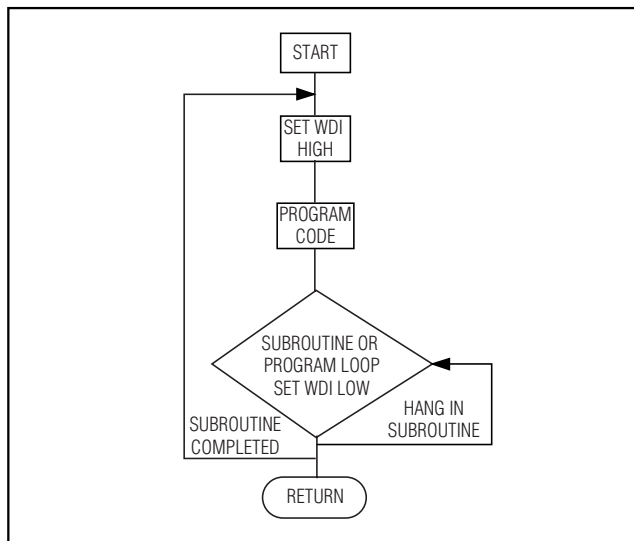 START
SET WDI
HIGH
PROGRAM
CODE
SUBROUTINE OR
PROGRAM LOOP
SET WDI LOW
SUBROUTINE
COMPLETED
HANG IN
SUBROUTINE
RETURN